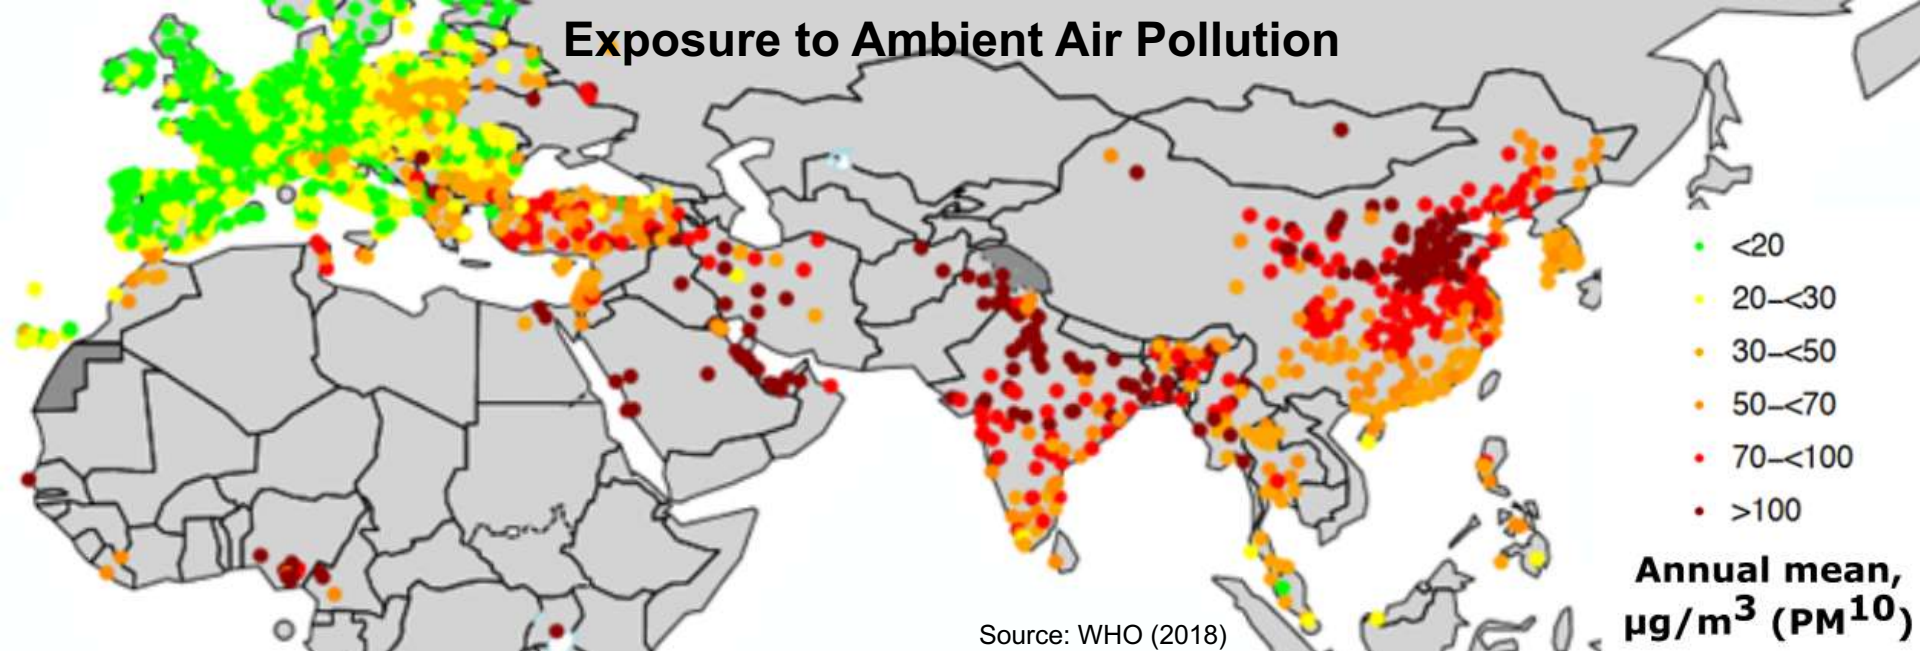 Exposure to Ambient Air Pollution
<20
20–<30
30–<50
50–<70
70–<100
>100
Annual mean,
µg/m³ (PM¹⁰)
Source: WHO (2018)